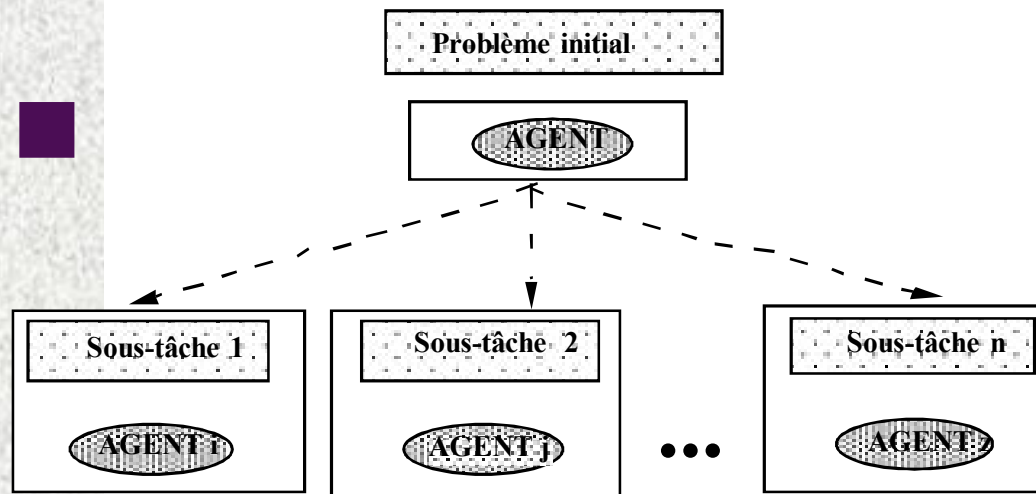 Problème initial
AGENT
Sous-tâche 1
Sous-tâche 2
Sous-tâche n
AGENT i
AGENT j
•••
AGENT z